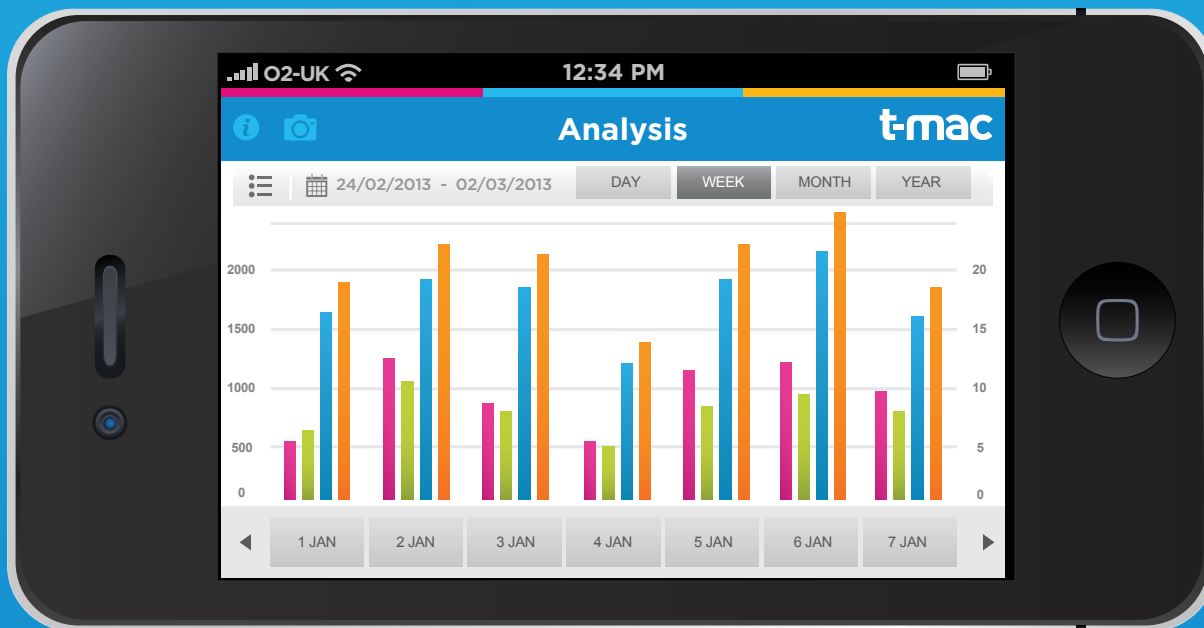 O2-UK 12:34 PM
i Analysis t-mac
24/02/2013 - 02/03/2013 DAY WEEK MONTH YEAR
2000 20
1500 15
1000 10
500 5
0 0
1 JAN 2 JAN 3 JAN 4 JAN 5 JAN 6 JAN 7 JAN